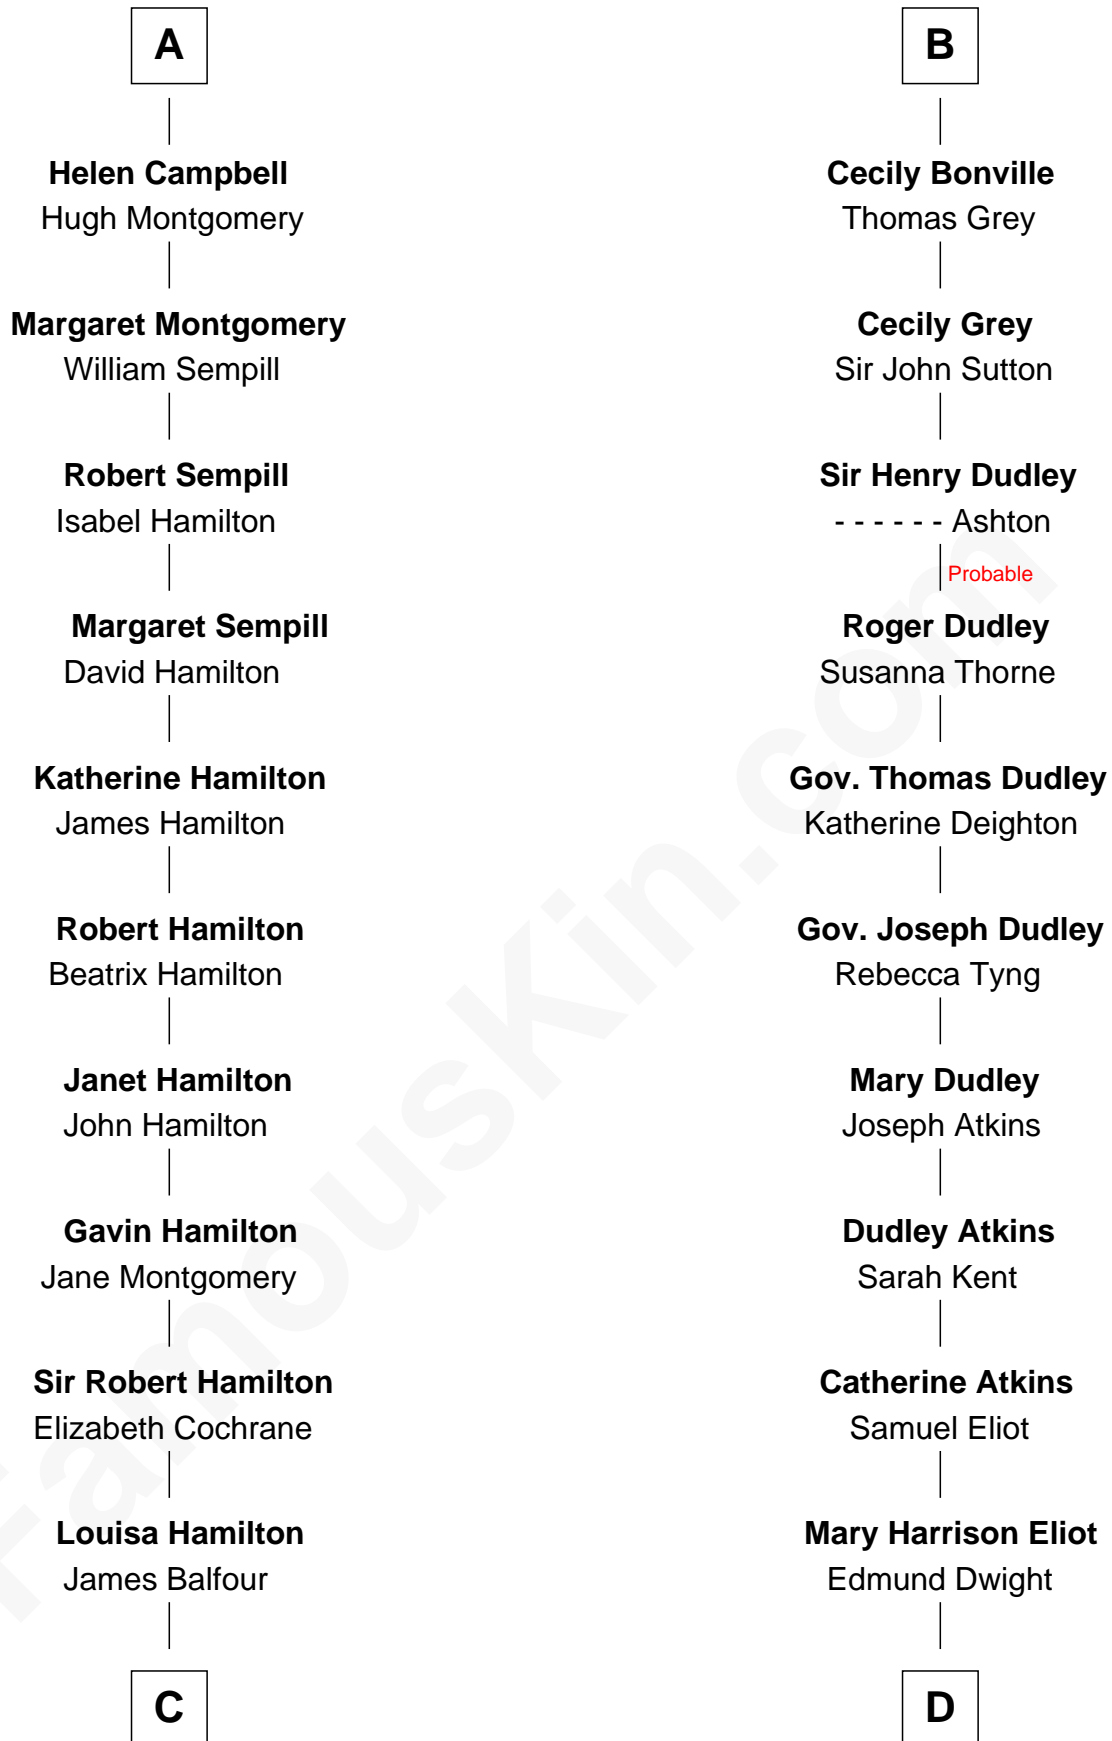 A
Helen Campbell
Hugh Montgomery
Margaret Montgomery
William Sempill
Robert Sempill
Isabel Hamilton
Margaret Sempill
David Hamilton
Katherine Hamilton
James Hamilton
Robert Hamilton
Beatrix Hamilton
Janet Hamilton
John Hamilton
Gavin Hamilton
Jane Montgomery
Sir Robert Hamilton
Elizabeth Cochrane
Louisa Hamilton
James Balfour
C
B
Cecily Bonville
Thomas Grey
Cecily Grey
Sir John Sutton
Sir Henry Dudley
- - - - - - Ashton
Probable
Roger Dudley
Susanna Thorne
Gov. Thomas Dudley
Katherine Deighton
Gov. Joseph Dudley
Rebecca Tyng
Mary Dudley
Joseph Atkins
Dudley Atkins
Sarah Kent
Catherine Atkins
Samuel Eliot
Mary Harrison Eliot
Edmund Dwight
D
FamousKin.com